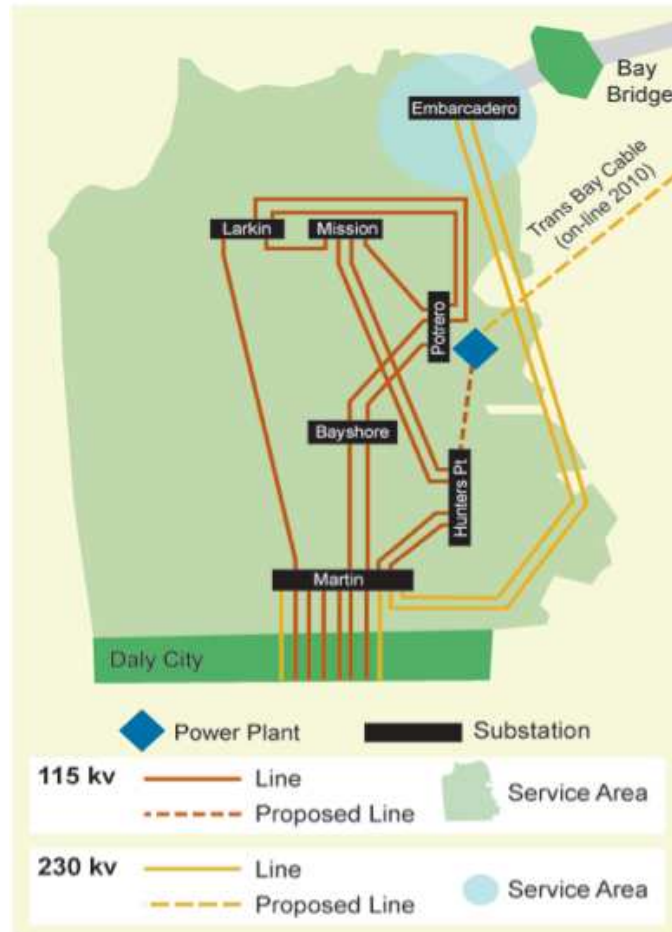 Bay
Bridge
Embarcadero
Trans Bay Cable
(on-line 2010)
Larkin
Mission
Potrero
Bayshore
Hunters Pt.
Martin
Daly City
Power Plant
Substation
115 kv
Line
Proposed Line
Service Area
230 kv
Line
Proposed Line
Service Area